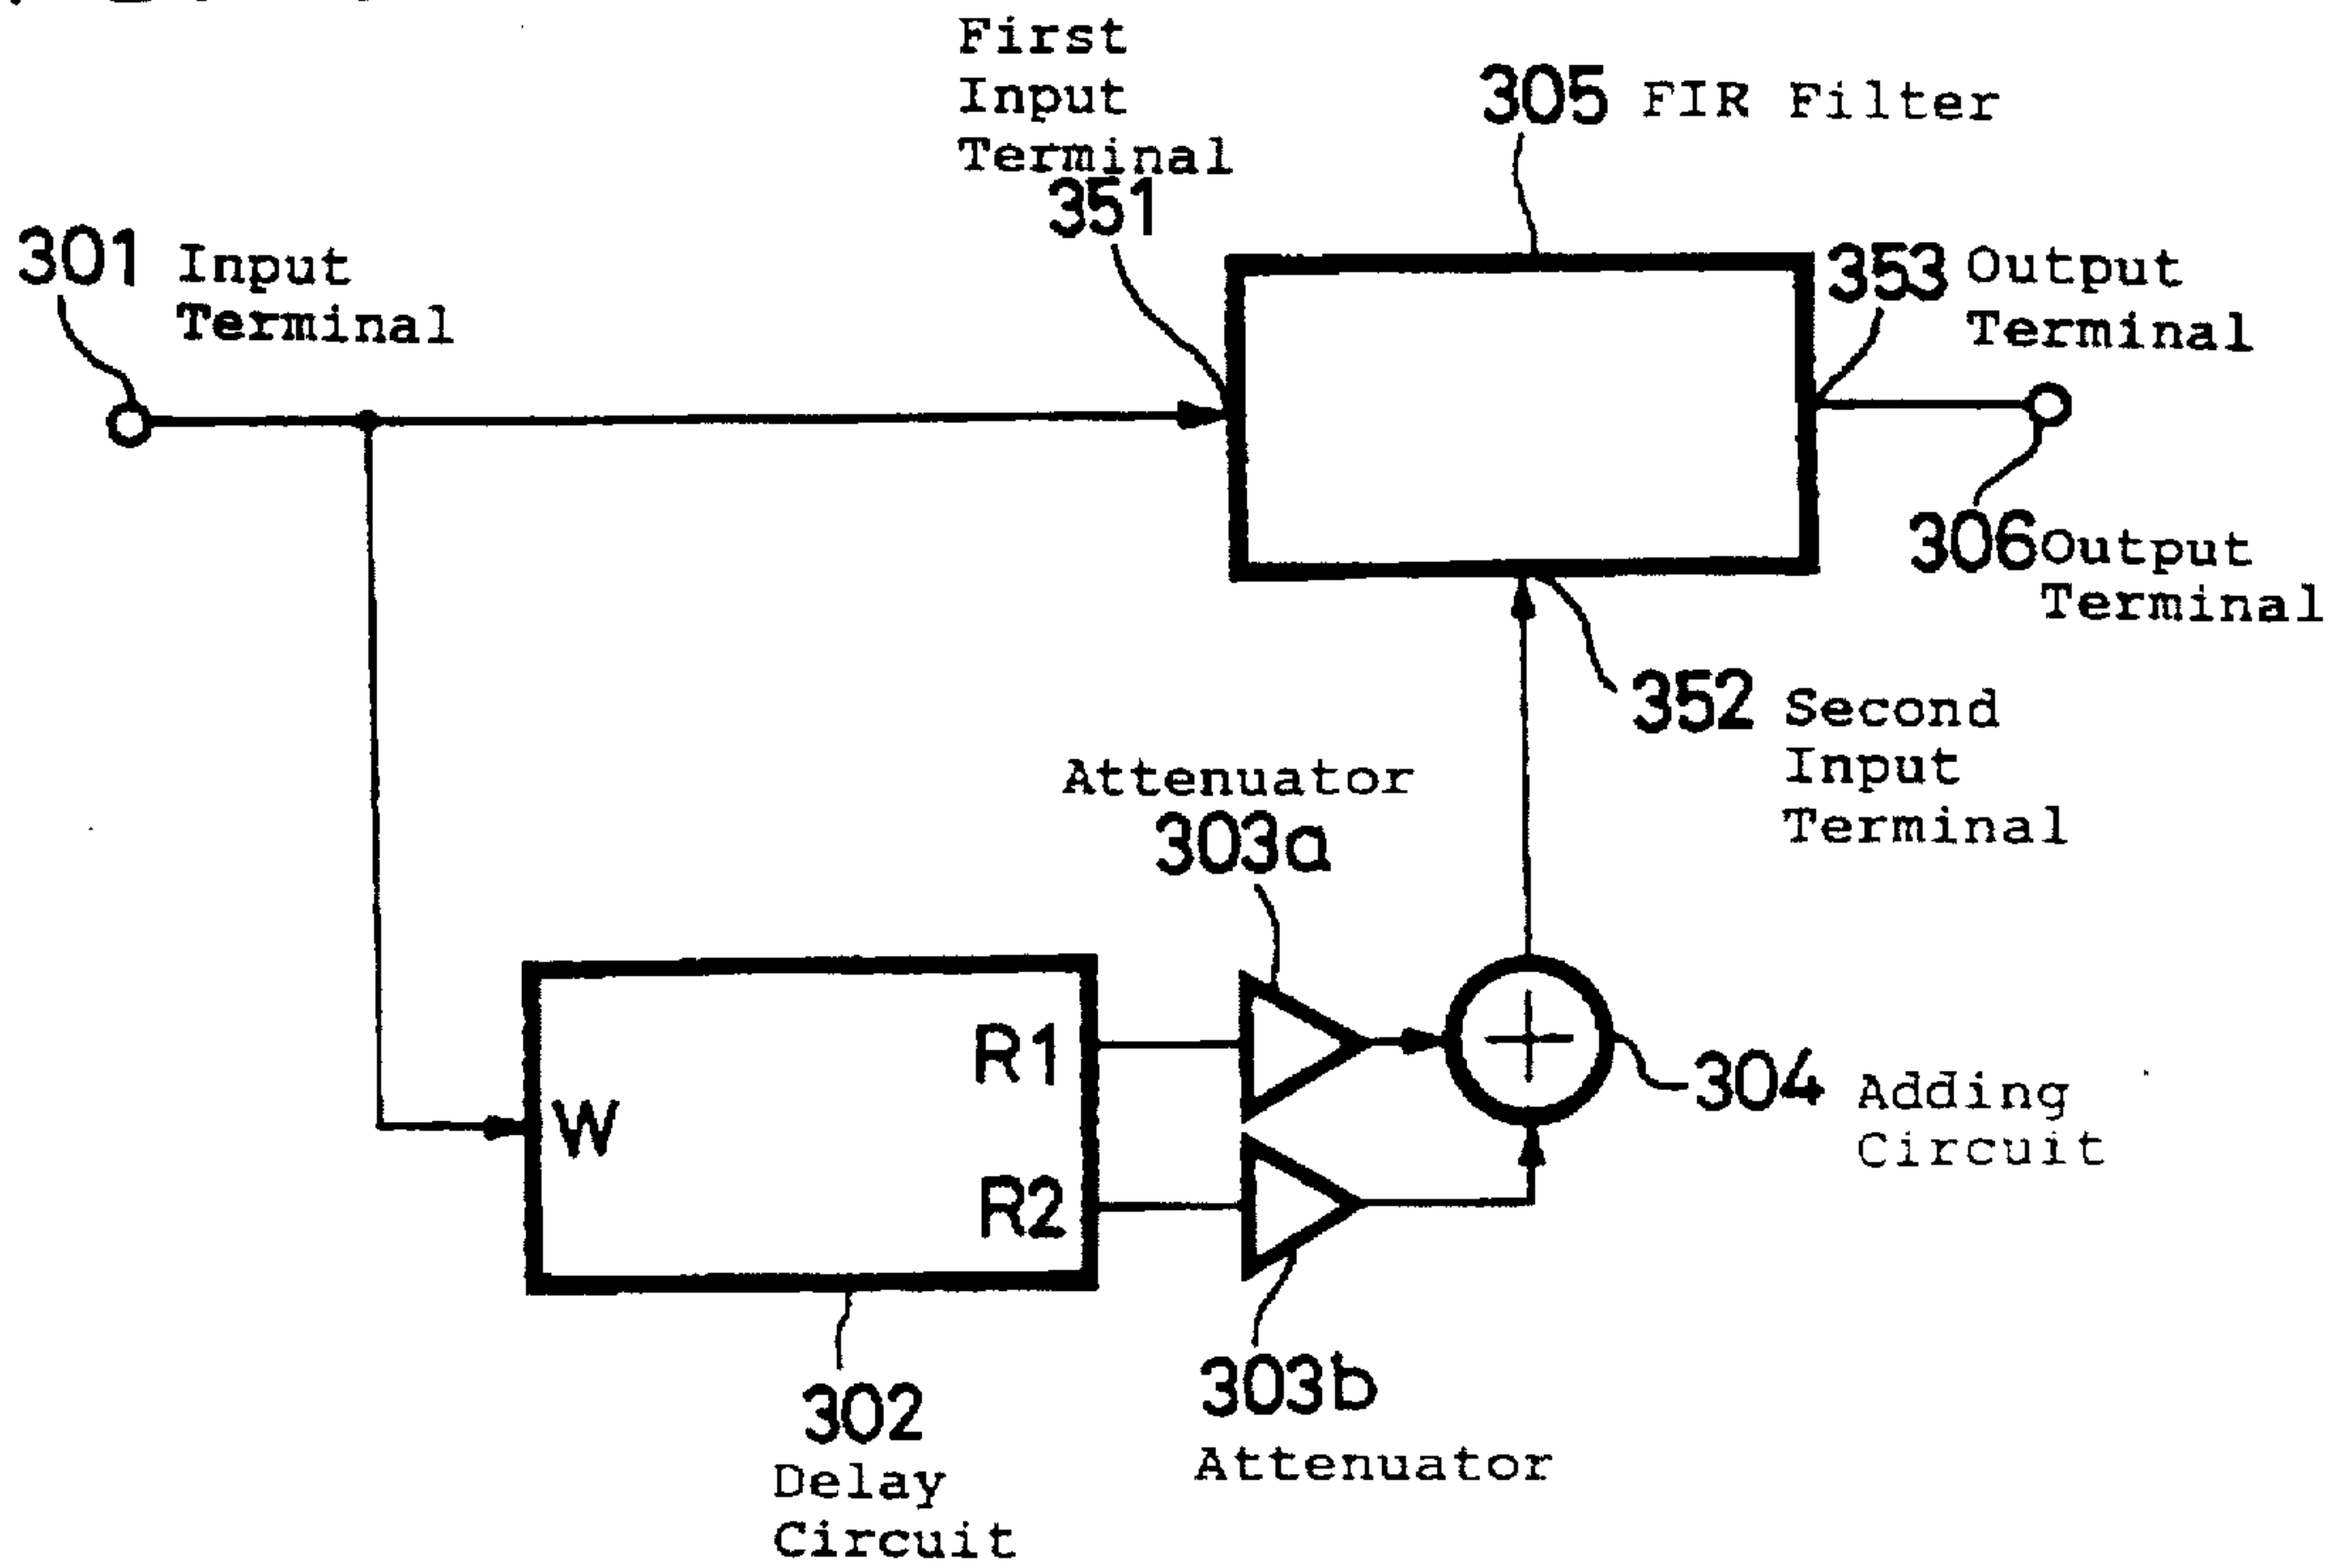 First
Input
Terminal
351
305 FIR Filter
301 Input
Terminal
353 Output
Terminal
306 Output
Terminal
352 Second
Input
Terminal
Attenuator
303a
R1
W
R2
304 Adding
Circuit
303b
Attenuator
302
Delay
Circuit